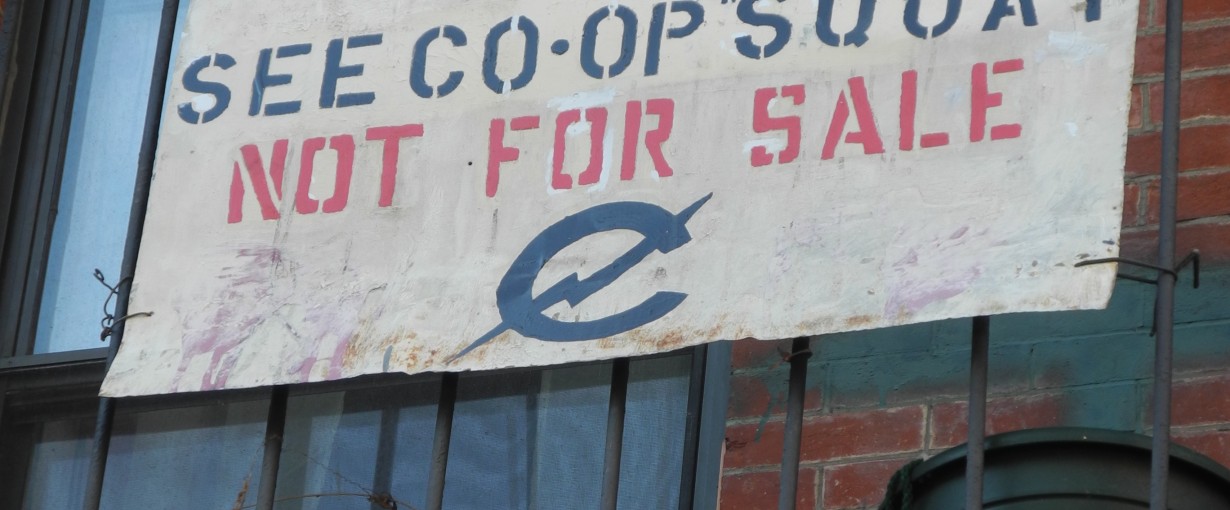 SEE CO·OP "SQUAT
NOT FOR SALE